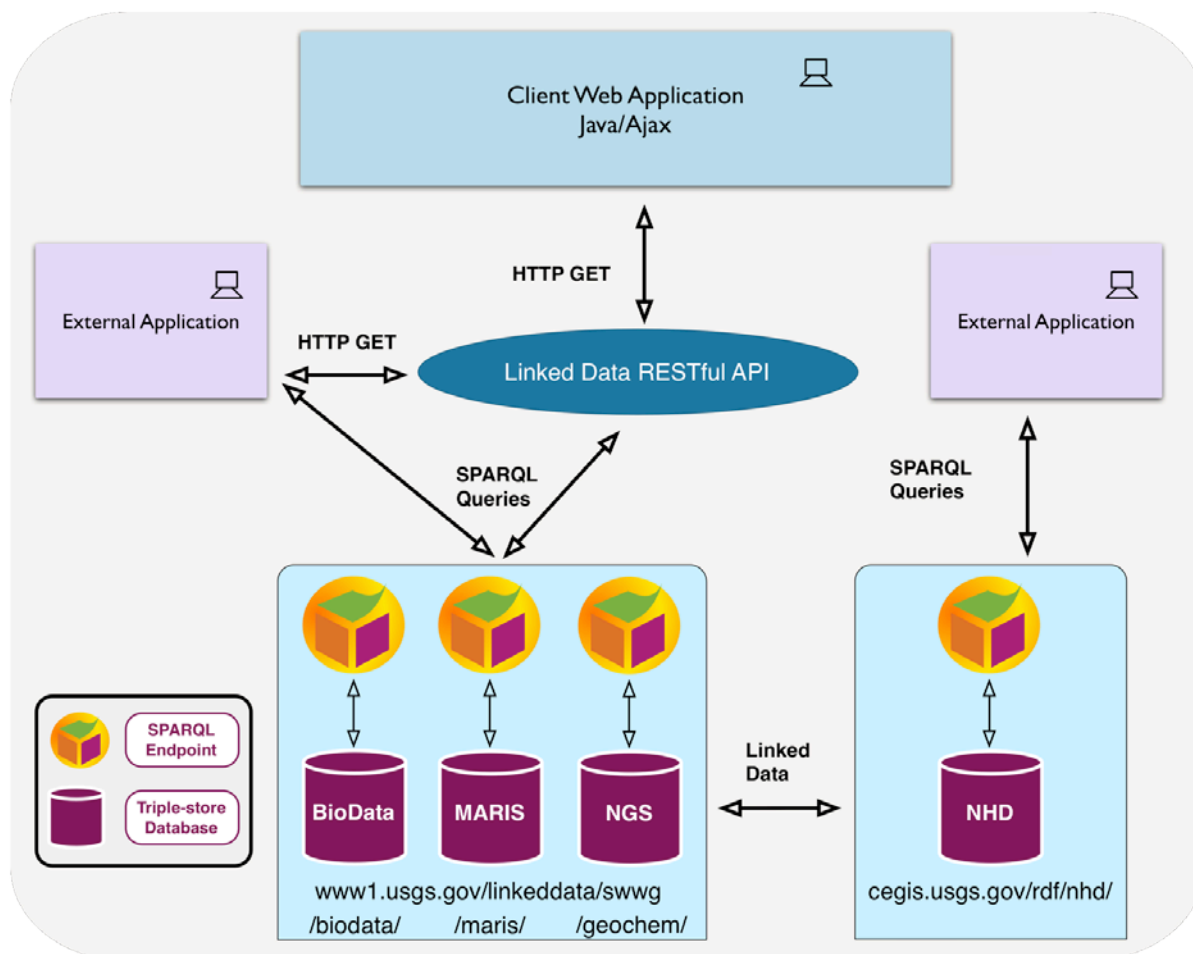 Client Web Application
Java/Ajax
HTTP GET
External Application
External Application
HTTP GET
Linked Data RESTful API
SPARQL
Queries
SPARQL
Queries
SPARQL
Endpoint
Triple-store
Database
BioData
MARIS
NGS
Linked
Data
NHD
www1.usgs.gov/linkeddata/swwg
/biodata/
/maris/
/geochem/
cegis.usgs.gov/rdf/nhd/